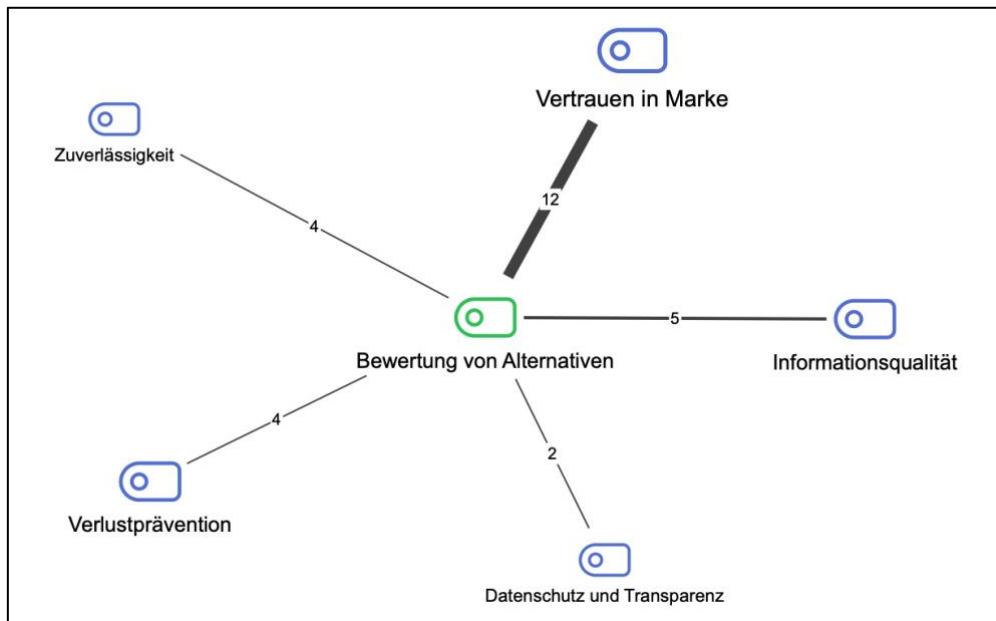 Vertrauen in Marke
Zuverlässigkeit
12
4
Bewertung von Alternativen
5
Informationsqualität
4
2
Verlustprävention
Datenschutz und Transparenz